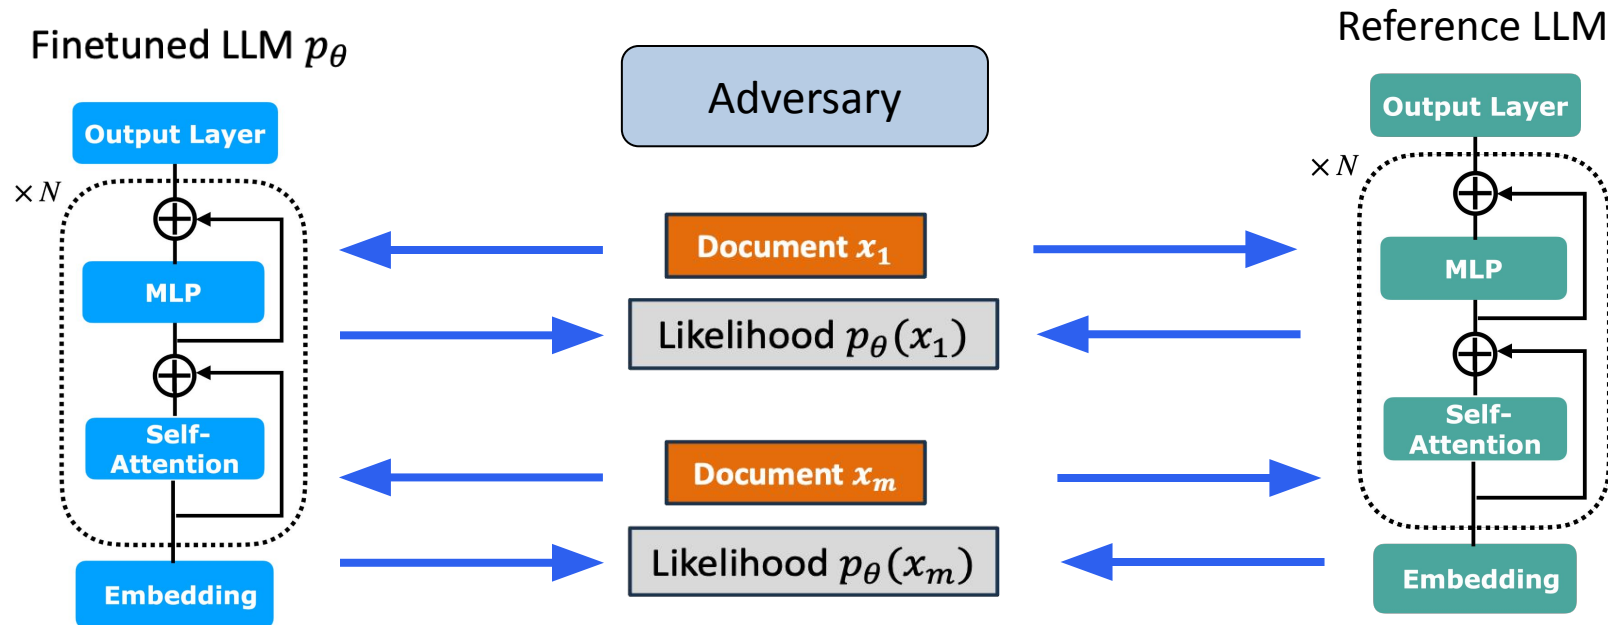 Finetuned LLM pθ
Output Layer
× N
MLP
Self-
Attention
Embedding
Adversary
Document x₁
Likelihood pθ(x₁)
Document xₘ
Likelihood pθ(xₘ)
Reference LLM
Output Layer
× N
MLP
Self-
Attention
Embedding